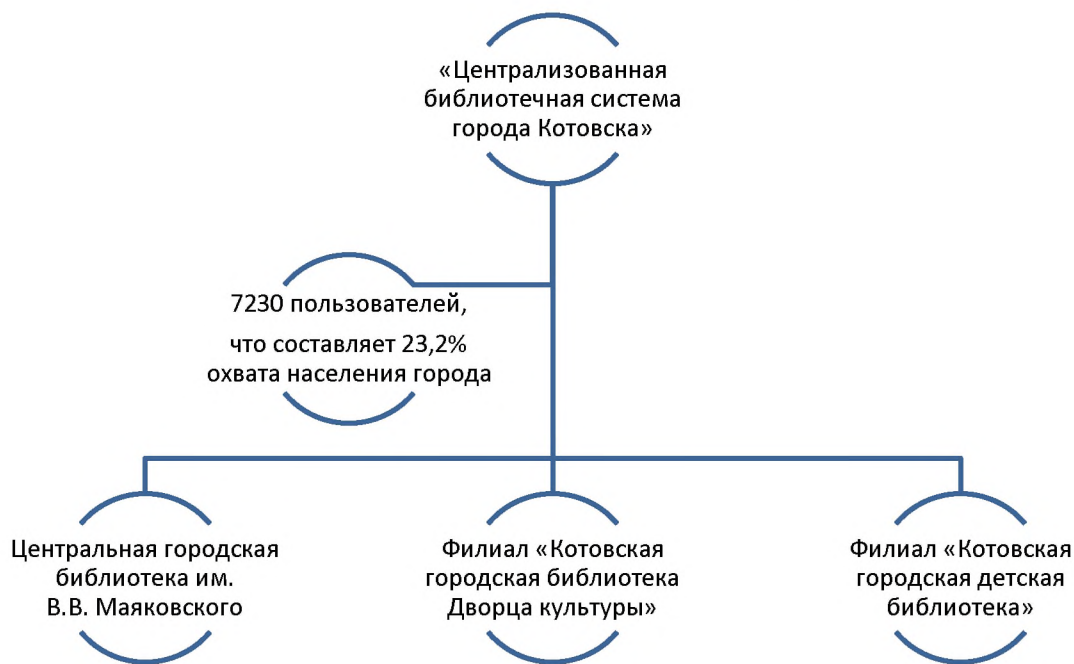 «Централизованная
библиотечная система
города Котовска»
7230 пользователей,
что составляет 23,2%
охвата населения города
Центральная городская
библиотека им.
В.В. Маяковского
Филиал «Котовская
городская библиотека
Дворца культуры»
Филиал «Котовская
городская детская
библиотека»